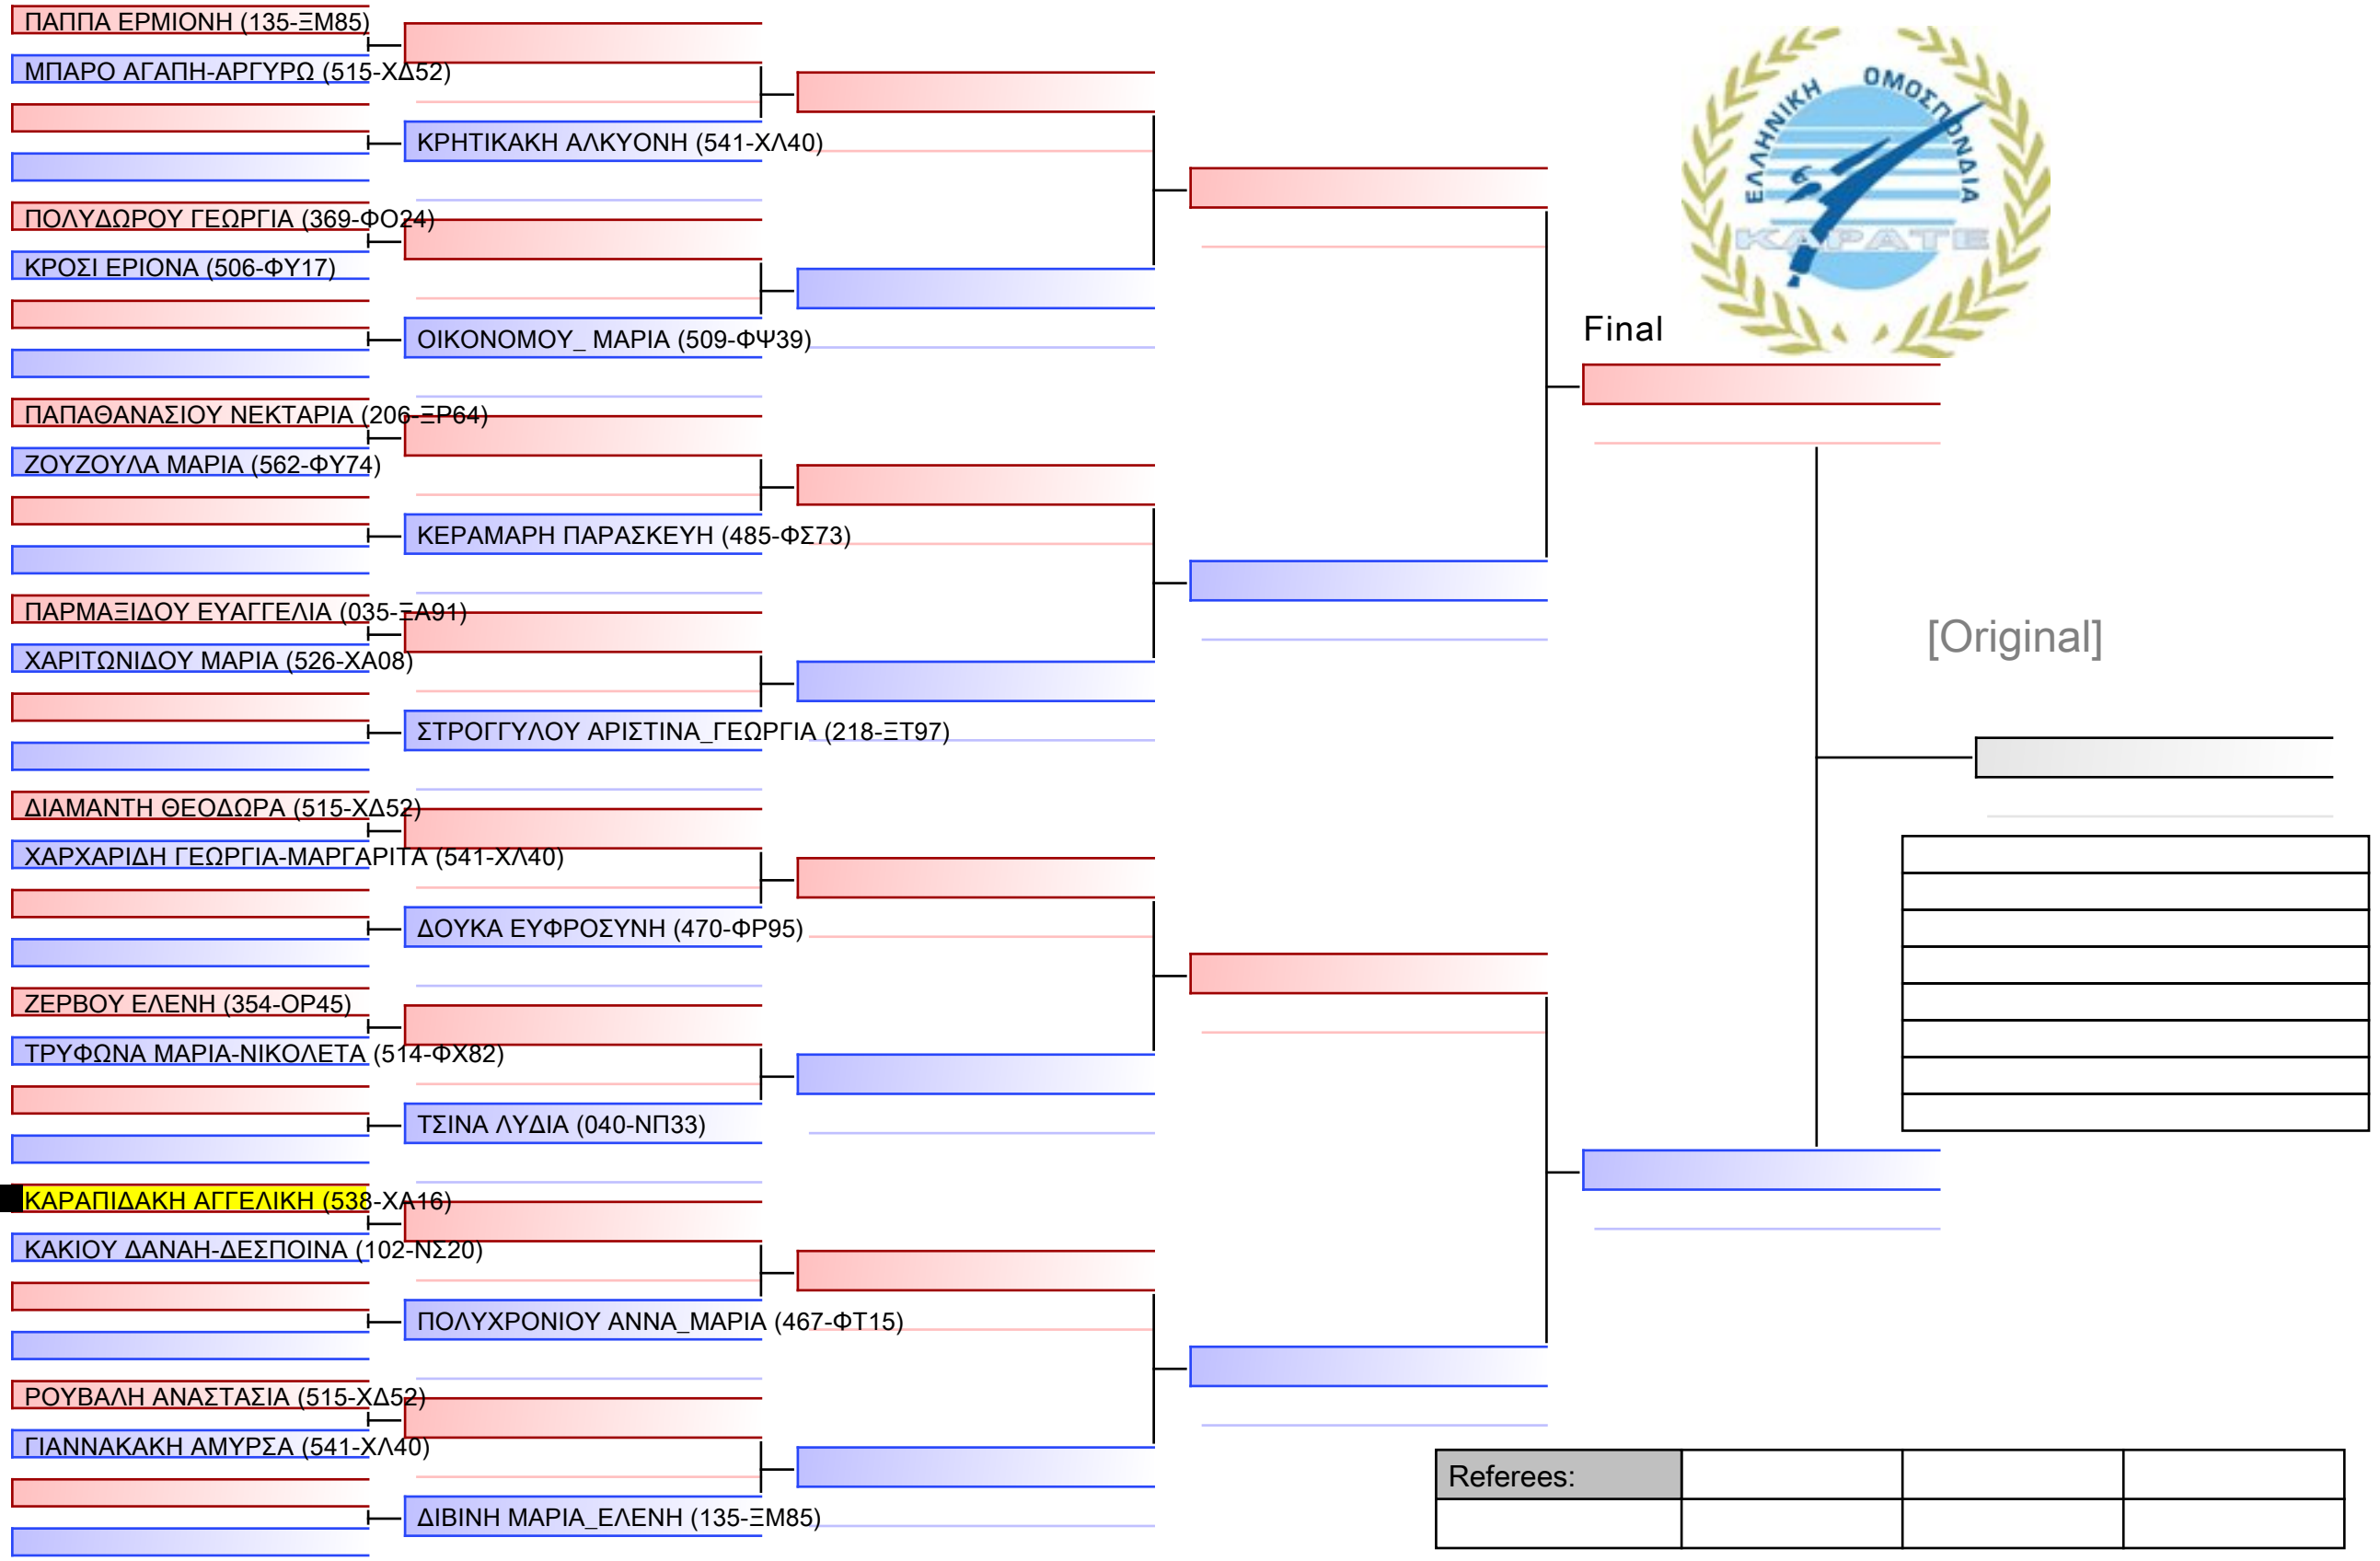 ΠΑΠΠΑ ΕΡΜΙΟΝΗ (135-ΞΜ85)
ΜΠΑΡΟ ΑΓΑΠΗ-ΑΡΓΥΡΩ (515-ΧΔ52)
ΚΡΗΤΙΚΑΚΗ ΑΛΚΥΟΝΗ (541-ΧΛ40)
ΠΟΛΥΔΩΡΟΥ ΓΕΩΡΓΙΑ (369-ΦΟ24)
ΚΡΟΣΙ ΕΡΙΟΝΑ (506-ΦΥ17)
ΟΙΚΟΝΟΜΟΥ_ ΜΑΡΙΑ (509-ΦΨ39)
ΠΑΠΑΘΑΝΑΣΙΟΥ ΝΕΚΤΑΡΙΑ (206-ΞΡ64)
ΖΟΥΖΟΥΛΑ ΜΑΡΙΑ (562-ΦΥ74)
ΚΕΡΑΜΑΡΗ ΠΑΡΑΣΚΕΥΗ (485-ΦΣ73)
ΠΑΡΜΑΞΙΔΟΥ ΕΥΑΓΓΕΛΙΑ (035-ΞΑ91)
ΧΑΡΙΤΩΝΙΔΟΥ ΜΑΡΙΑ (526-ΧΑ08)
ΣΤΡΟΓΓΥΛΟΥ ΑΡΙΣΤΙΝΑ_ΓΕΩΡΓΙΑ (218-ΞΤ97)
ΔΙΑΜΑΝΤΗ ΘΕΟΔΩΡΑ (515-ΧΔ52)
ΧΑΡΧΑΡΙΔΗ ΓΕΩΡΓΙΑ-ΜΑΡΓΑΡΙΤΑ (541-ΧΛ40)
ΔΟΥΚΑ ΕΥΦΡΟΣΥΝΗ (470-ΦΡ95)
ΖΕΡΒΟΥ ΕΛΕΝΗ (354-ΟΡ45)
ΤΡΥΦΩΝΑ ΜΑΡΙΑ-ΝΙΚΟΛΕΤΑ (514-ΦΧ82)
ΤΣΙΝΑ ΛΥΔΙΑ (040-ΝΠ33)
ΚΑΡΑΠΙΔΑΚΗ ΑΓΓΕΛΙΚΗ (538-ΧΑ16)
ΚΑΚΙΟΥ ΔΑΝΑΗ-ΔΕΣΠΟΙΝΑ (102-ΝΣ20)
ΠΟΛΥΧΡΟΝΙΟΥ ΑΝΝΑ_ΜΑΡΙΑ (467-ΦΤ15)
ΡΟΥΒΑΛΗ ΑΝΑΣΤΑΣΙΑ (515-ΧΔ52)
ΓΙΑΝΝΑΚΑΚΗ ΑΜΥΡΣΑ (541-ΧΛ40)
ΔΙΒΙΝΗ ΜΑΡΙΑ_ΕΛΕΝΗ (135-ΞΜ85)
ΕΛΛΗΝΙΚΗ ΟΜΟΣΠΟΝΔΙΑ
ΚΑΡΑΤΕ
Final
[Original]
Referees: